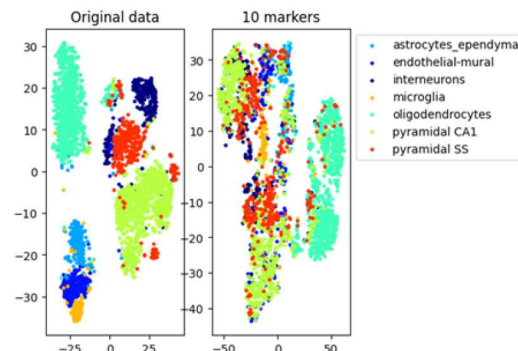 Original data
10 markers
30
20
10
0
−10
−20
−30
−25
0
25
30
20
10
0
−10
−20
−30
−40
−50
0
50
astrocytes_ependymal
endothelial-mural
interneurons
microglia
oligodendrocytes
pyramidal CA1
pyramidal SS